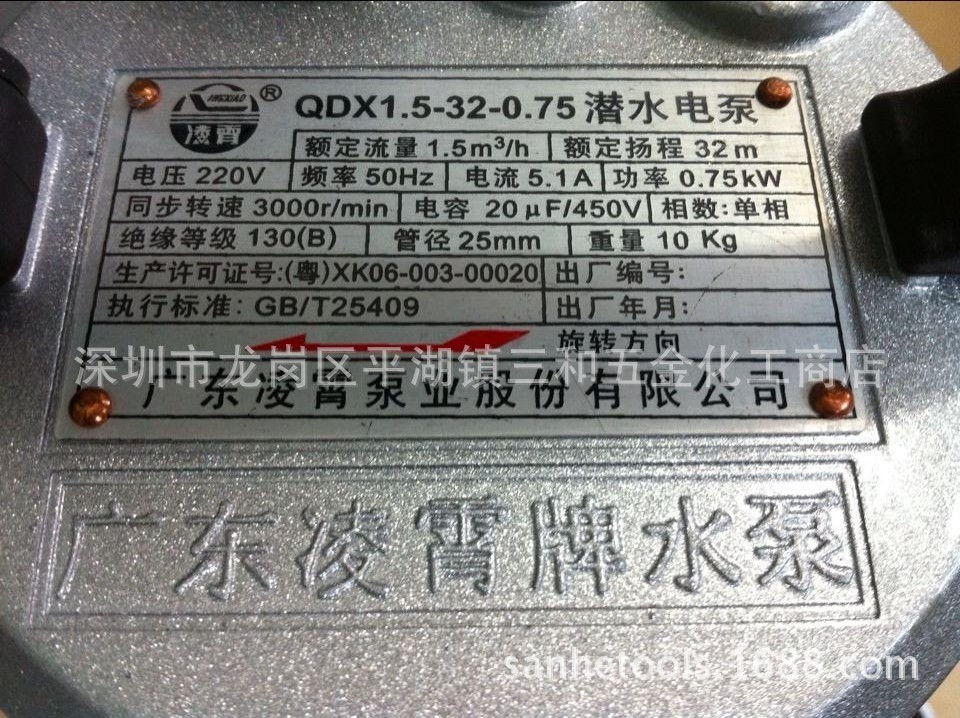 LINGXIAO
凌霄 ®
QDX1.5-32-0.75 潜水电泵
额定流量 1.5m³/h 额定扬程 32m
电压 220V 频率 50Hz 电流 5.1A 功率 0.75kW
同步转速 3000r/min 电容 20μF/450V 相数:单相
绝缘等级 130(B) 管径 25mm 重量 10 Kg
生产许可证号:(粤)XK06-003-00020 出厂编号:
执行标准: GB/T25409 出厂年月:
旋转方向
深圳市龙岗区平湖镇三和五金化工商店
广东凌霄泵业股份有限公司
广东凌霄牌水泵
sanhetools.1688.com